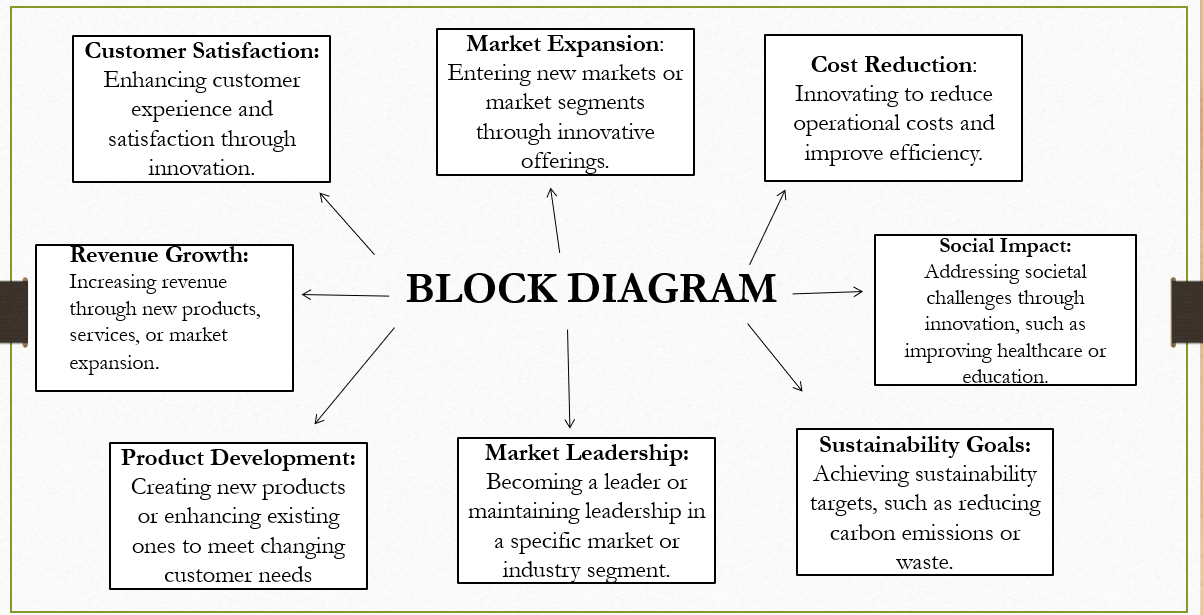 Customer Satisfaction:
Enhancing customer
experience and
satisfaction through
innovation.
Market Expansion:
Entering new markets or
market segments
through innovative
offerings.
Cost Reduction:
Innovating to reduce
operational costs and
improve efficiency.
Revenue Growth:
Increasing revenue
through new products,
services, or market
expansion.
BLOCK DIAGRAM
Social Impact:
Addressing societal
challenges through
innovation, such as
improving healthcare or
education.
Product Development:
Creating new products
or enhancing existing
ones to meet changing
customer needs
Market Leadership:
Becoming a leader or
maintaining leadership in
a specific market or
industry segment.
Sustainability Goals:
Achieving sustainability
targets, such as reducing
carbon emissions or
waste.